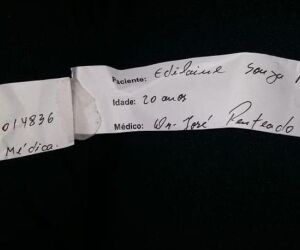 014836
Médica.
Paciente: Edilaine Souza
Idade: 20 anos
Médico: Dr. José Penteado